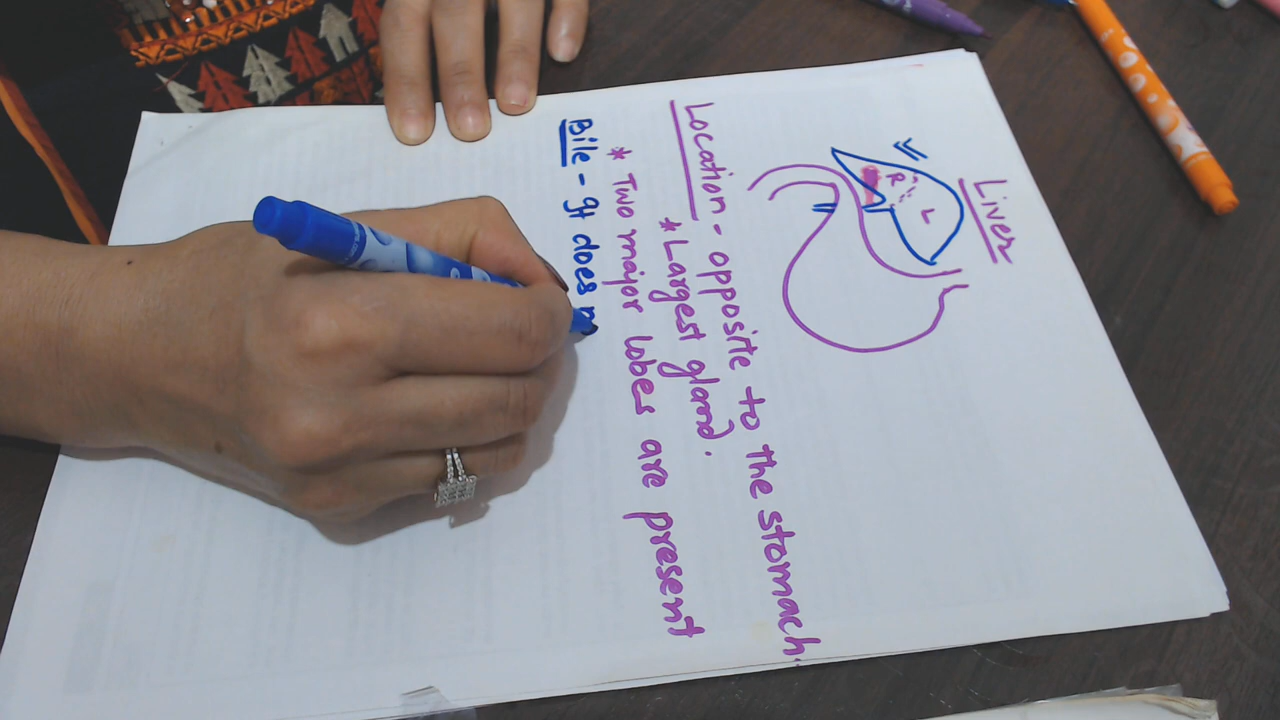 Liver
R
L
Location - opposite to the stomach.
* Largest gland.
* Two major lobes are present
Bile - It does n